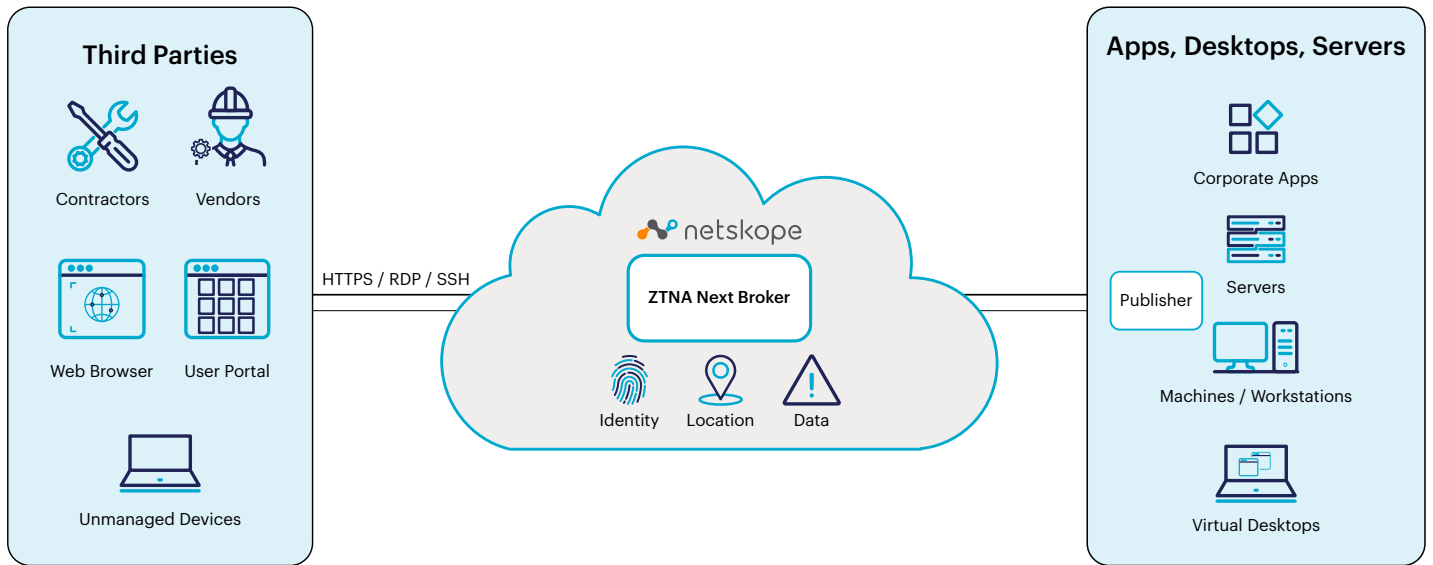 Third Parties
Contractors
Vendors
Web Browser
User Portal
Unmanaged Devices
HTTPS / RDP / SSH
netskope
ZTNA Next Broker
Identity
Location
Data
Apps, Desktops, Servers
Corporate Apps
Servers
Publisher
Machines / Workstations
Virtual Desktops